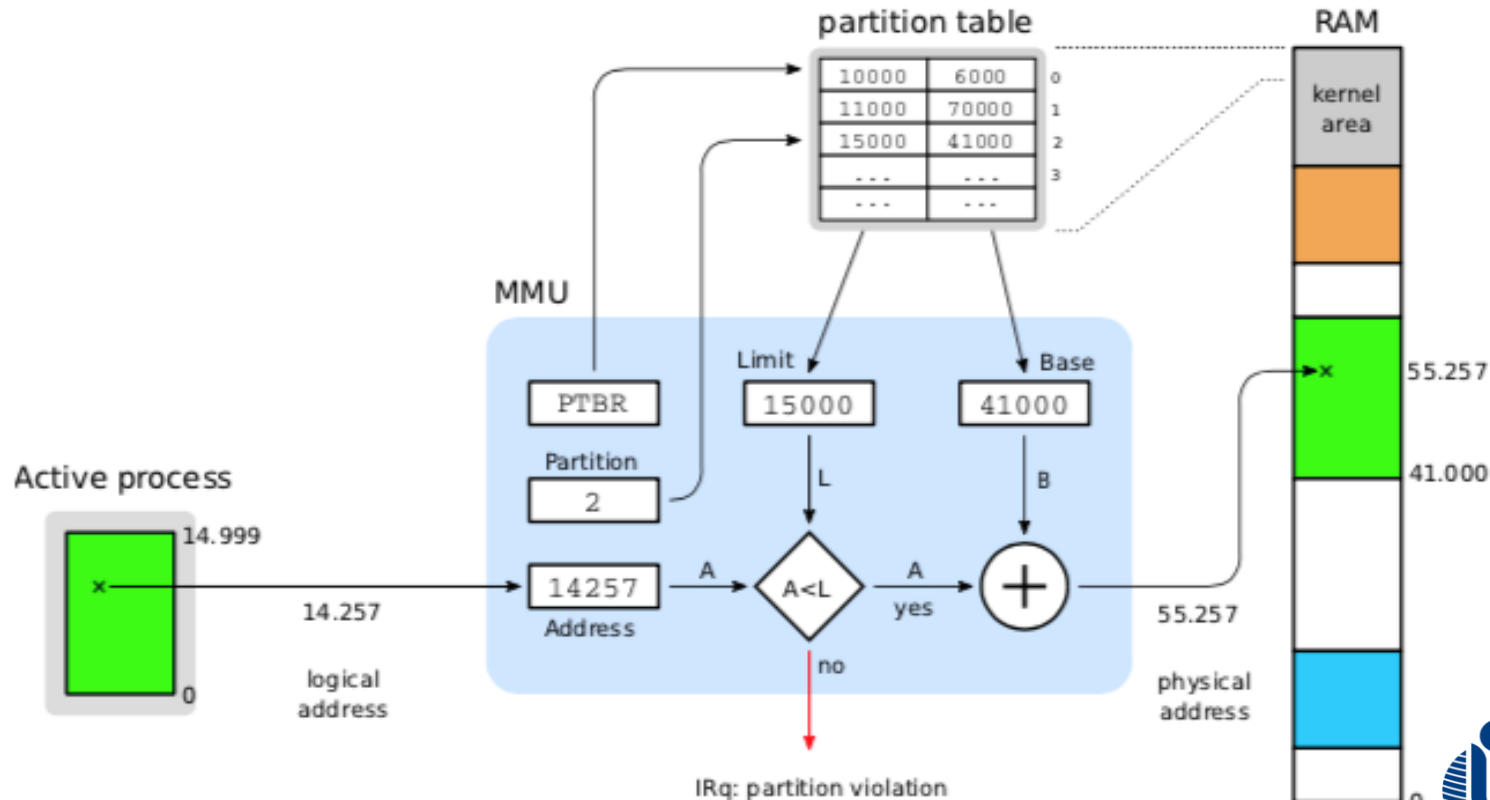 partition table
RAM
10000 6000 0
11000 70000 1
15000 41000 2
--- --- 3
--- ---
kernel
area
MMU
Limit
Base
PTBR
15000
41000
55.257
Partition
2
L
B
41.000
Active process
14.999
14257
A
A<L
A
yes
+
14.257
Address
55.257
no
0
logical
address
physical
address
IRq: partition violation
0